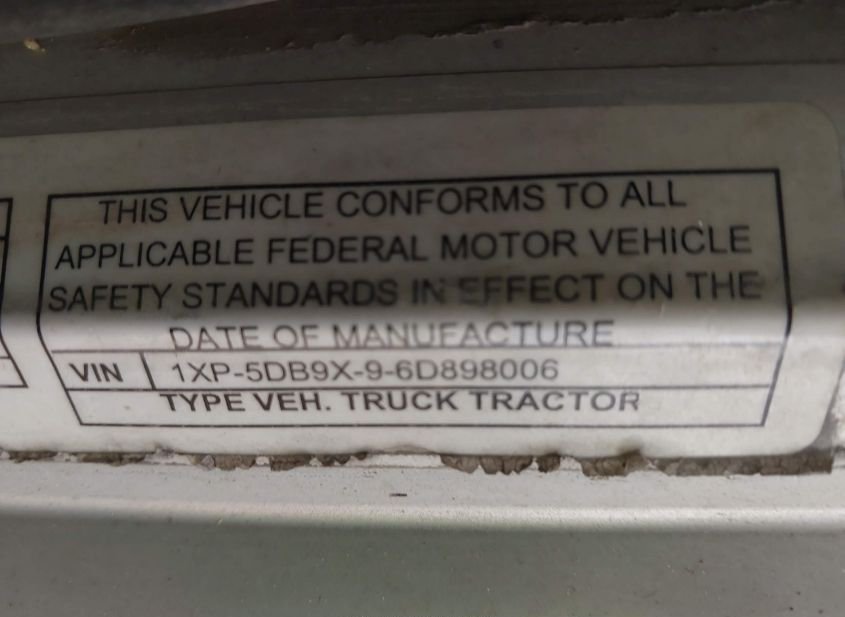 THIS VEHICLE CONFORMS TO ALL
APPLICABLE FEDERAL MOTOR VEHICLE
SAFETY STANDARDS IN EFFECT ON THE
DATE OF MANUFACTURE
VIN 1XP-5DB9X-9-6D898006
TYPE VEH. TRUCK TRACTOR